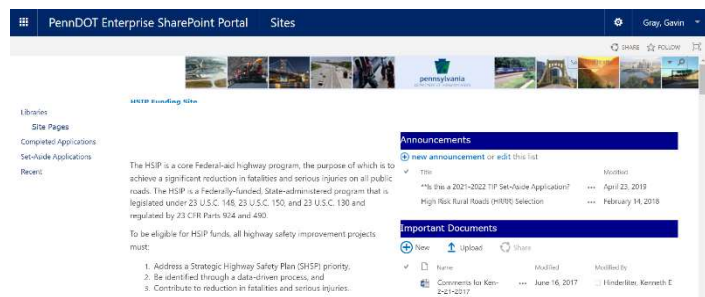 PennDOT Enterprise SharePoint Portal Sites
Gray, Gavin
SHARE FOLLOW
pennsylvania
HSIP Funding Site
Libraries
Site Pages
Completed Applications
Set-Aside Applications
Recent
The HSIP is a core Federal-aid highway program, the purpose of which is to
achieve a significant reduction in fatalities and serious injuries on all public
roads. The HSIP is a Federally-funded, State-administered program that is
legislated under 23 U.S.C. 148, 23 U.S.C. 150, and 23 U.S.C. 130 and
regulated by 23 CFR Parts 924 and 490.
To be eligible for HSIP funds, all highway safety improvement projects
must:
1. Address a Strategic Highway Safety Plan (SHSP) priority,
2. Be identified through a data-driven process, and
3. Contribute to reduction in fatalities and serious injuries.
Announcements
new announcement or edit this list
Title Modified
**Is this a 2021-2022 TIP Set-Aside Application? ... April 23, 2019
High Risk Rural Roads (HRRR) Selection ... February 14, 2018
Important Documents
New Upload Share
Name Modified Modified By
Comments for Ken- ... June 16, 2017 Hinderliter, Kenneth E
2-21-2017